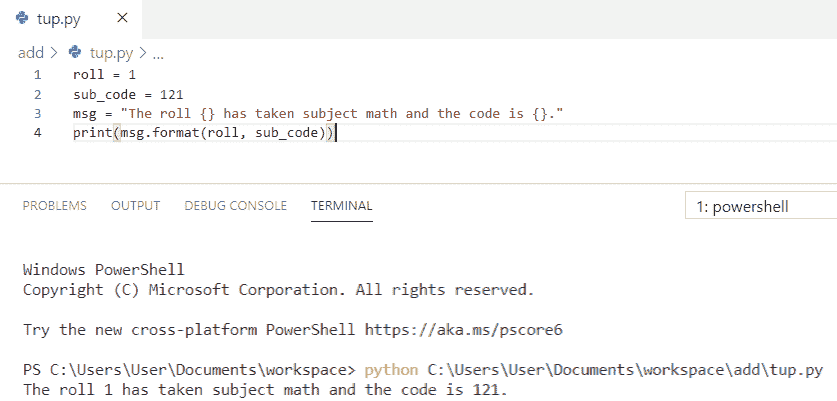 tup.py ×
add > tup.py > ...
1 roll = 1
2 sub_code = 121
3 msg = "The roll {} has taken subject math and the code is {}."
4 print(msg.format(roll, sub_code))
PROBLEMS OUTPUT DEBUG CONSOLE TERMINAL 1: powershell
Windows PowerShell
Copyright (C) Microsoft Corporation. All rights reserved.
Try the new cross-platform PowerShell https://aka.ms/pscore6
PS C:\Users\User\Documents\workspace> python C:\Users\User\Documents\workspace\add\tup.py
The roll 1 has taken subject math and the code is 121.